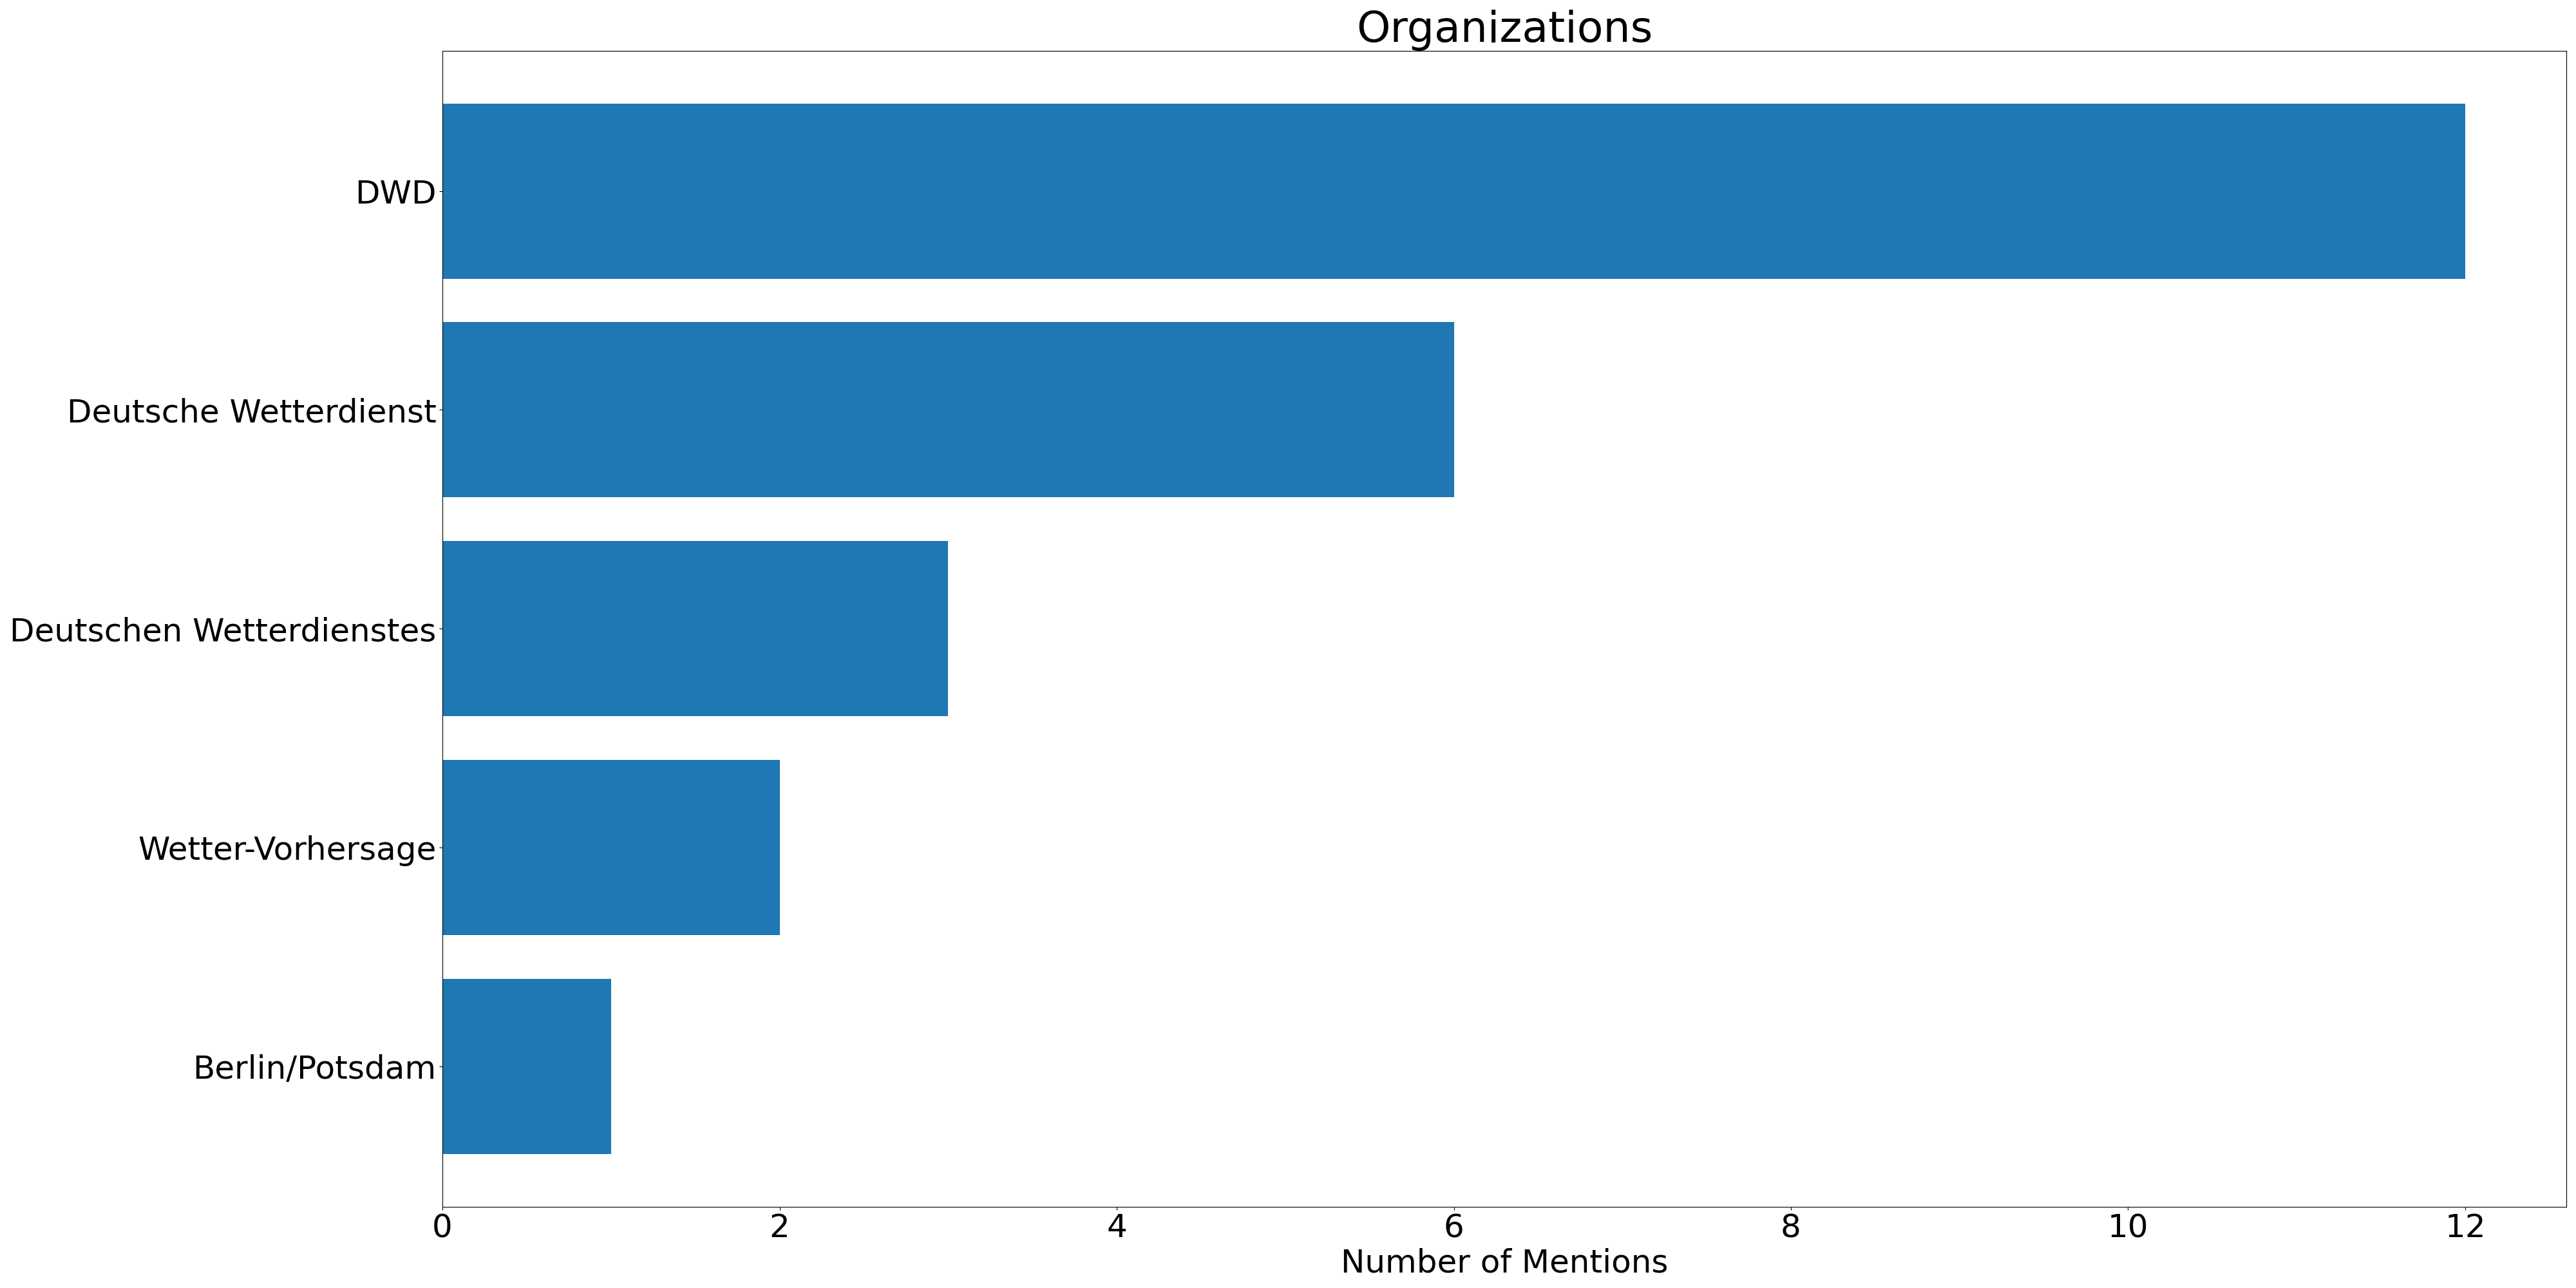 Organizations
DWD
Deutsche Wetterdienst
Deutschen Wetterdienstes
Wetter-Vorhersage
Berlin/Potsdam
0 2 4 6 8 10 12
Number of Mentions